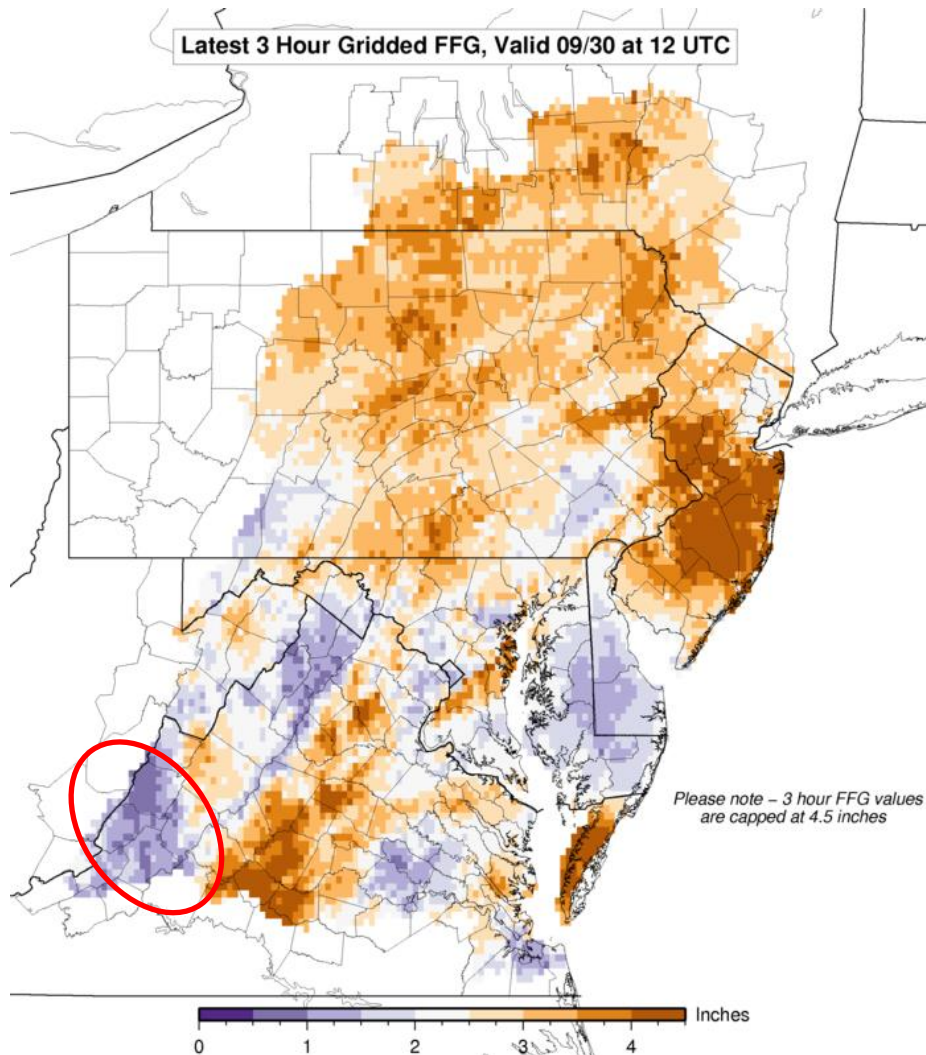 Latest 3 Hour Gridded FFG, Valid 09/30 at 12 UTC
Please note – 3 hour FFG values
are capped at 4.5 inches
Inches
0 1 2 3 4